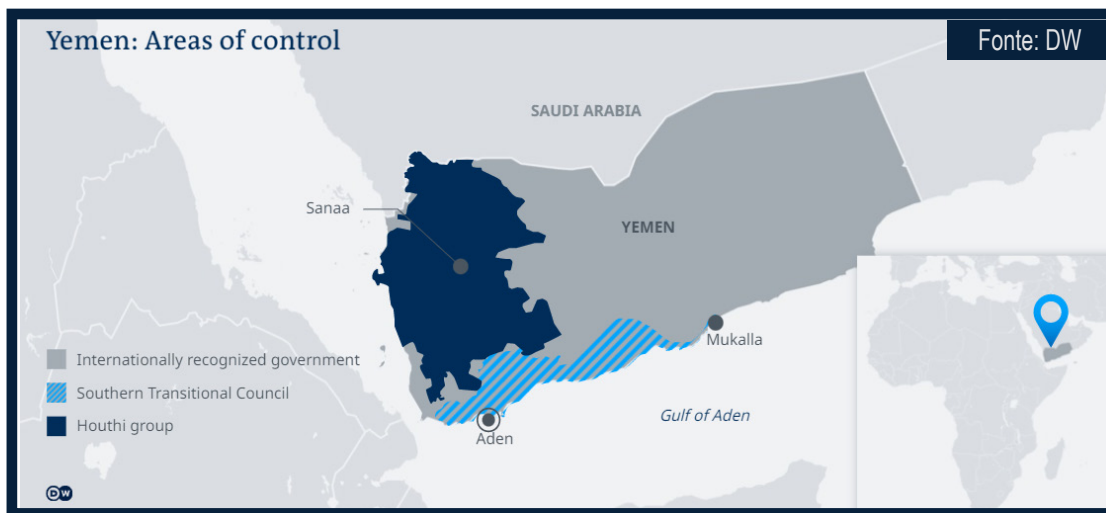 Yemen: Areas of control
Fonte: DW
SAUDI ARABIA
Sanaa
YEMEN
Mukalla
Internationally recognized government
Southern Transitional Council
Houthi group
Gulf of Aden
Aden
DW